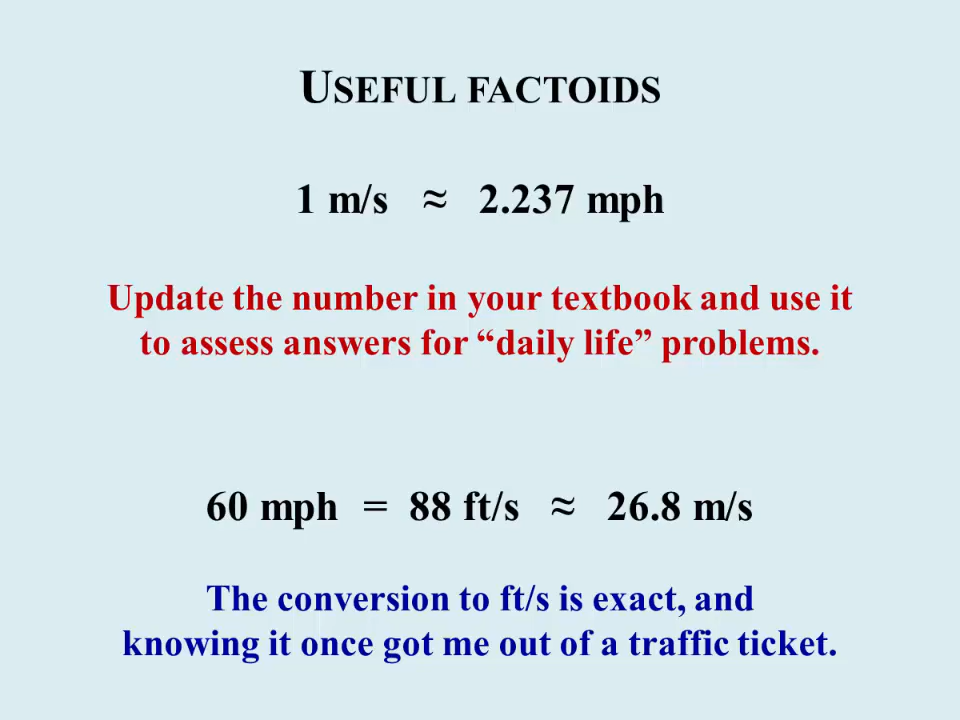 USEFUL FACTOIDS
1 m/s ≈ 2.237 mph
Update the number in your textbook and use it
to assess answers for “daily life” problems.
60 mph = 88 ft/s ≈ 26.8 m/s
The conversion to ft/s is exact, and
knowing it once got me out of a traffic ticket.